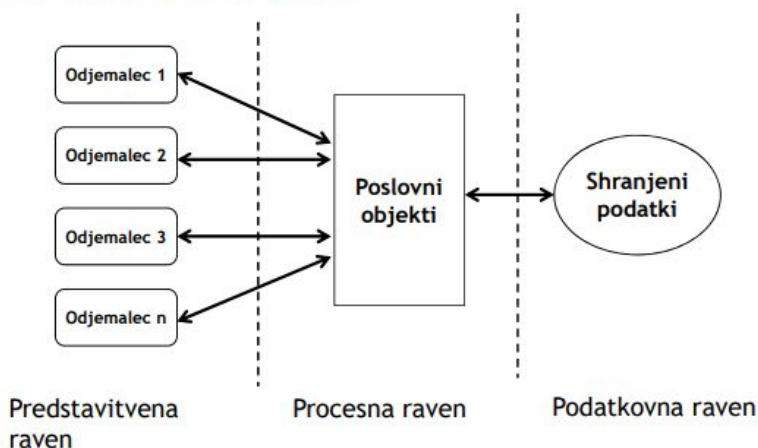 Odjemalec 1
Odjemalec 2
Odjemalec 3
Odjemalec n
Poslovni
objekti
Shranjeni
podatki
Predstavitvena
raven
Procesna raven
Podatkovna raven